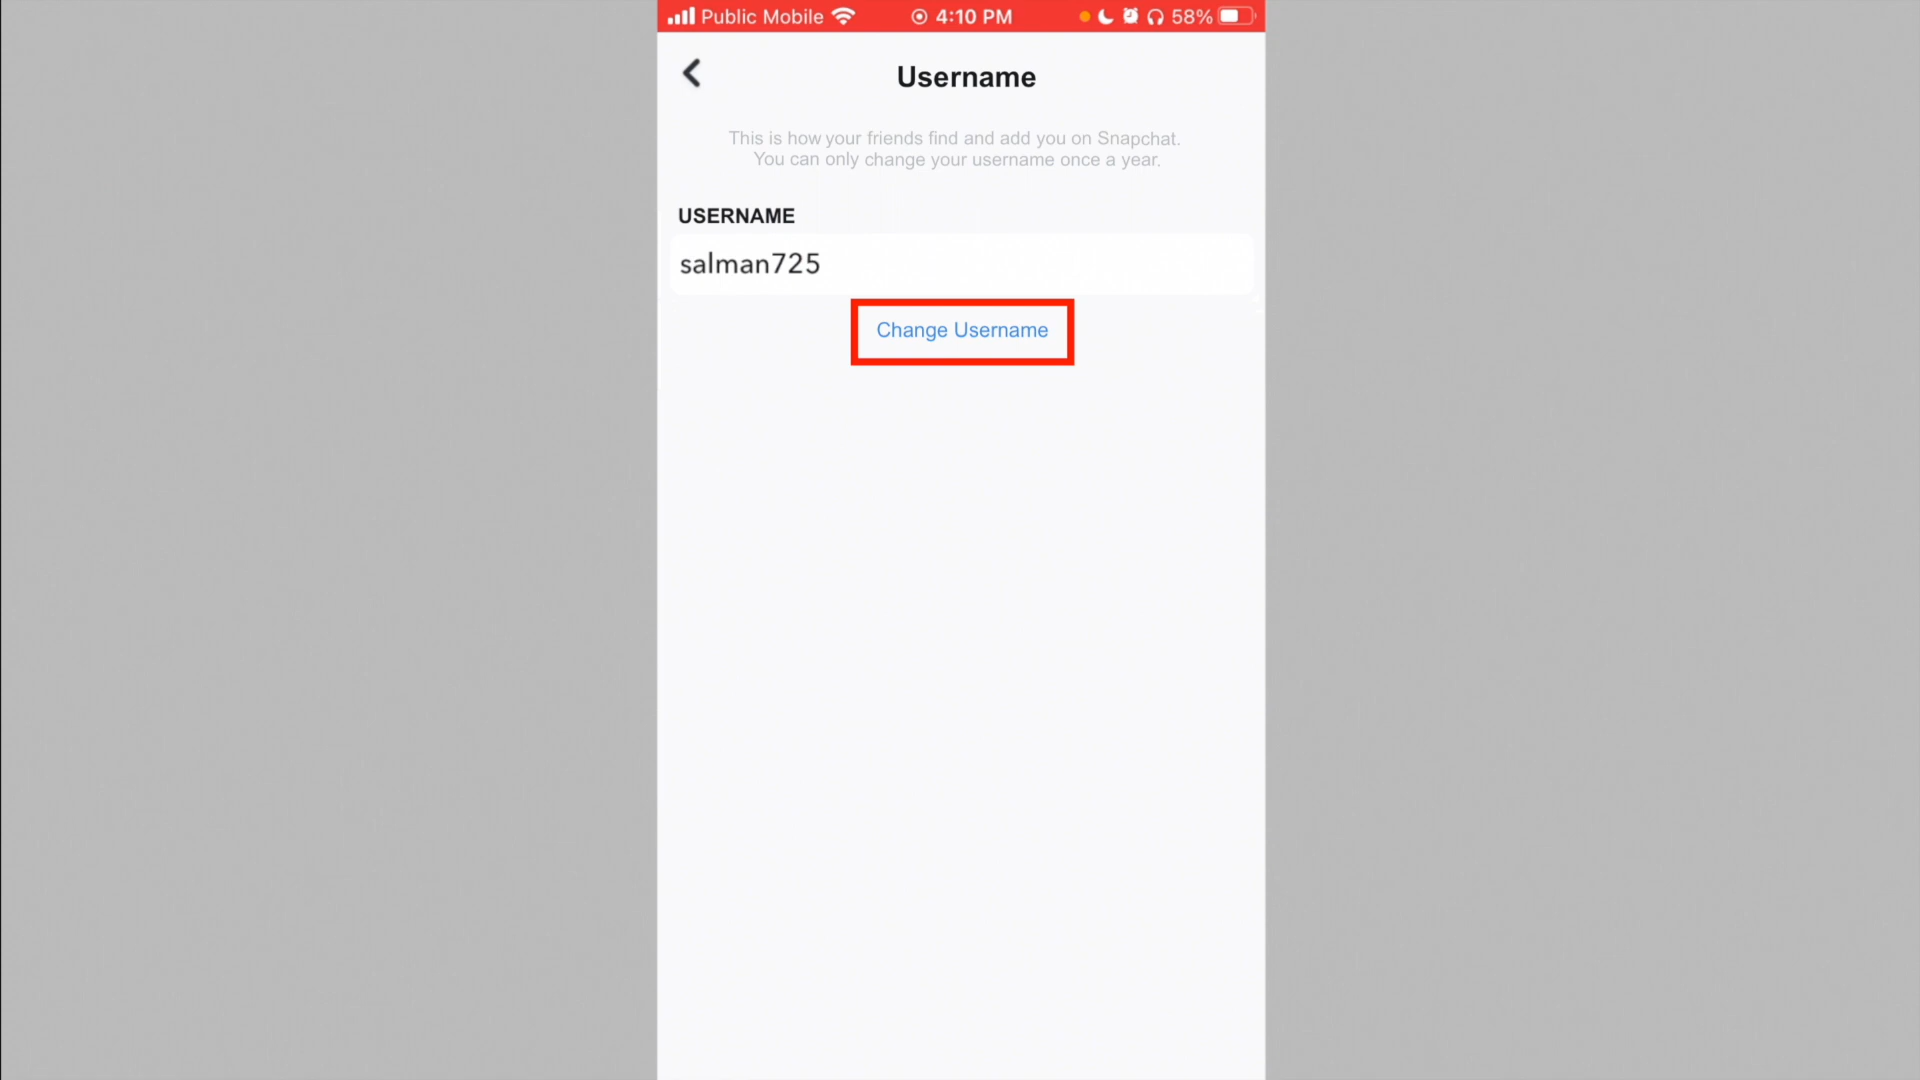 Public Mobile 4:10 PM 58%
Username
This is how your friends find and add you on Snapchat.
You can only change your username once a year.
USERNAME
salman725
Change Username